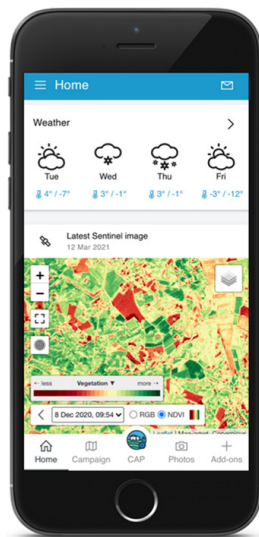 Home
Weather
Tue Wed Thu Fri
4° / -7° 3° / -1° 3° / -1° -3° / -12°
Latest Sentinel image
12 Mar 2021
+
−
← less Vegetation ▼ more →
8 Dec 2020, 09:54 RGB NDVI
Home Campaign CAP Photos Add-ons